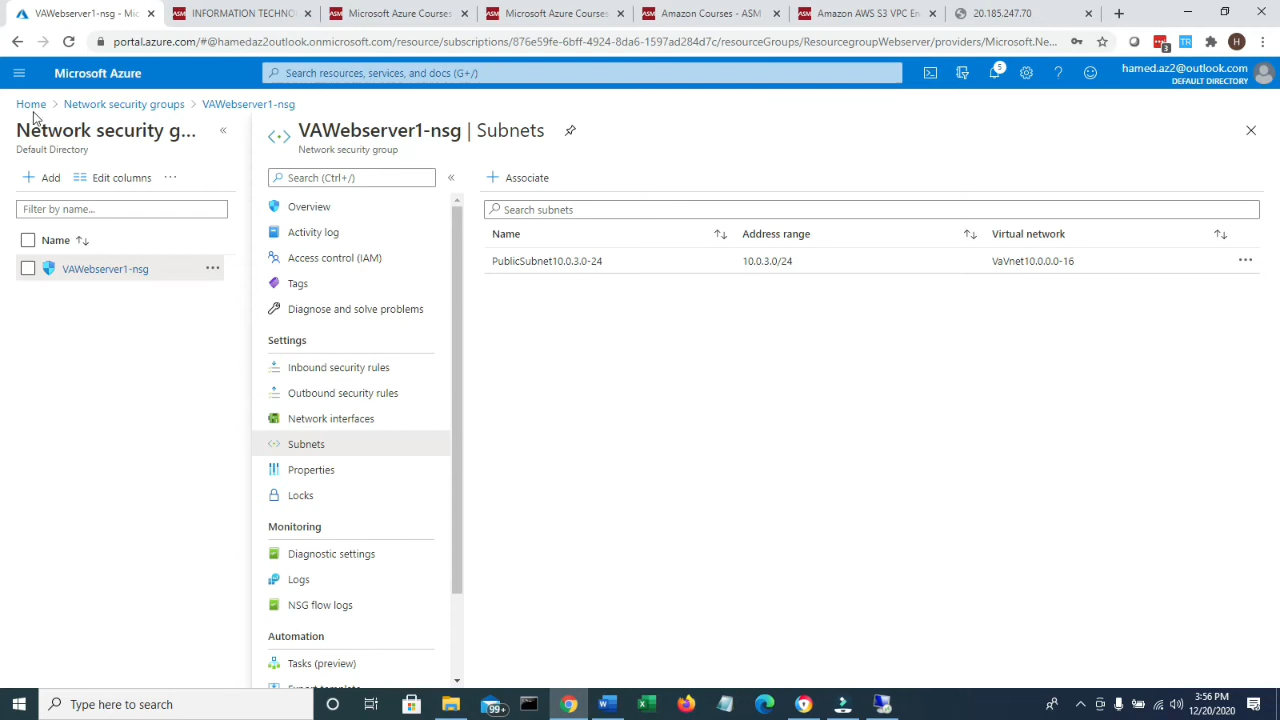 VAWebserver1-nsg - Mic
INFORMATION TECHNO
Microsoft Azure Courses
Microsoft Azure Courses
Amazon Courses - ASM
Amazon AWS - VPC En
20.185.247.70
portal.azure.com/#@hamedaz2outlook.onmicrosoft.com/resource/subscriptions/876e59fe-6bff-4924-8da6-1597ad284d7c/resourceGroups/ResourcegroupWebserver/providers/Microsoft.Ne...
3
TR
H
Microsoft Azure
Search resources, services, and docs (G+/)
5
hamed.az2@outlook.com
DEFAULT DIRECTORY
Home > Network security groups > VAWebserver1-nsg
Network security g...
Default Directory
Add
Edit columns
Filter by name...
Name
VAWebserver1-nsg
VAWebserver1-nsg | Subnets
Network security group
Search (Ctrl+/)
Overview
Activity log
Access control (IAM)
Tags
Diagnose and solve problems
Settings
Inbound security rules
Outbound security rules
Network interfaces
Subnets
Properties
Locks
Monitoring
Diagnostic settings
Logs
NSG flow logs
Automation
Tasks (preview)
Export template
Associate
Search subnets
Name Address range Virtual network
PublicSubnet10.0.3.0-24 10.0.3.0/24 VaVnet10.0.0.0-16
Type here to search
99+
3:56 PM
12/20/2020